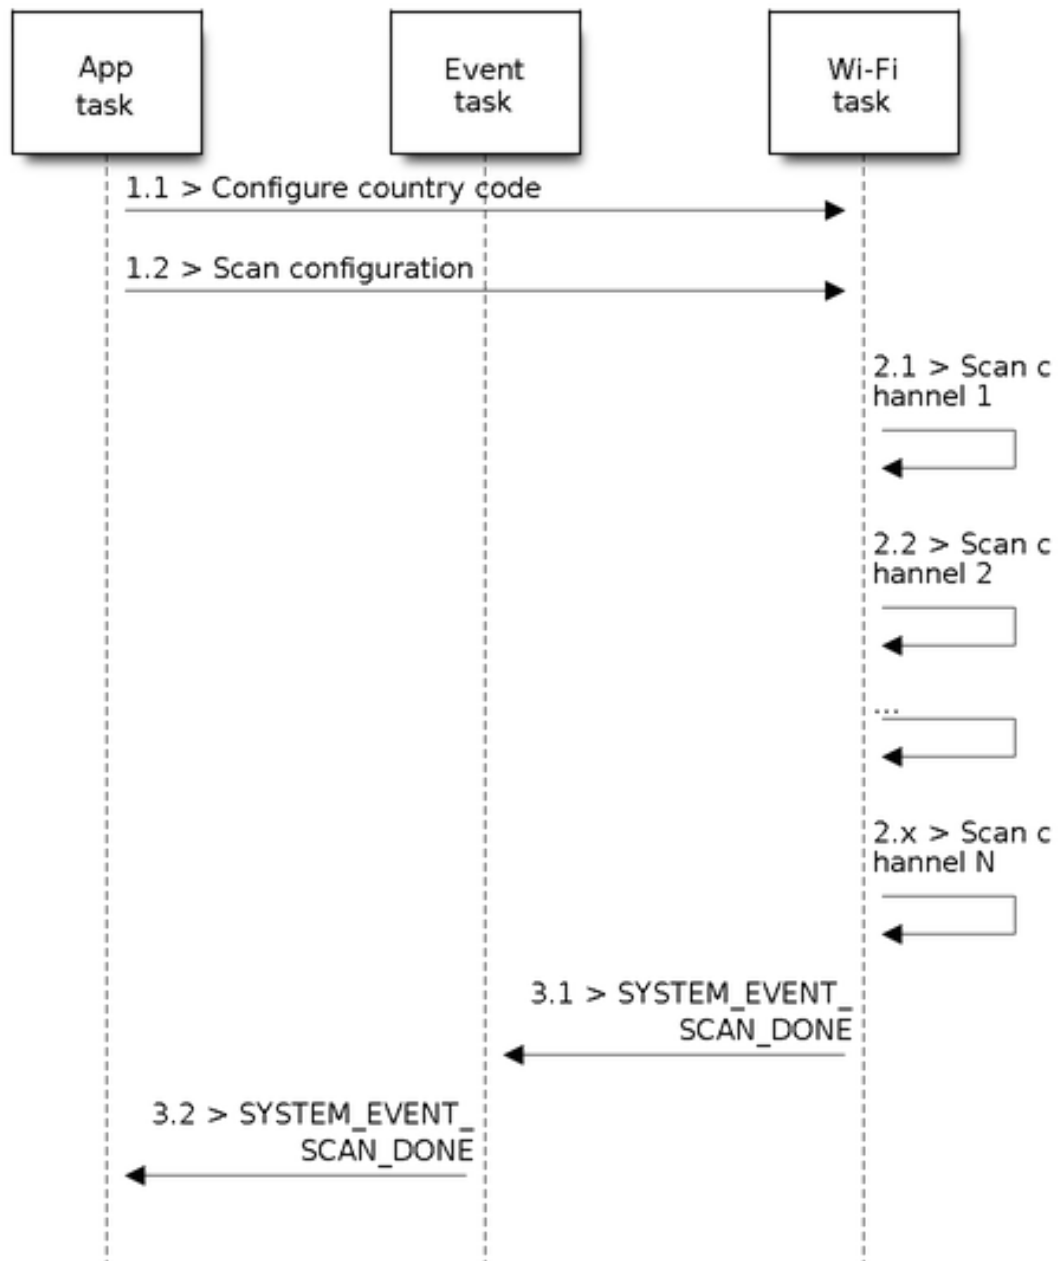 App
task
Event
task
Wi-Fi
task
1.1 > Configure country code
1.2 > Scan configuration
2.1 > Scan c
hannel 1
2.2 > Scan c
hannel 2
...
2.x > Scan c
hannel N
3.1 > SYSTEM_EVENT_
SCAN_DONE
3.2 > SYSTEM_EVENT_
SCAN_DONE